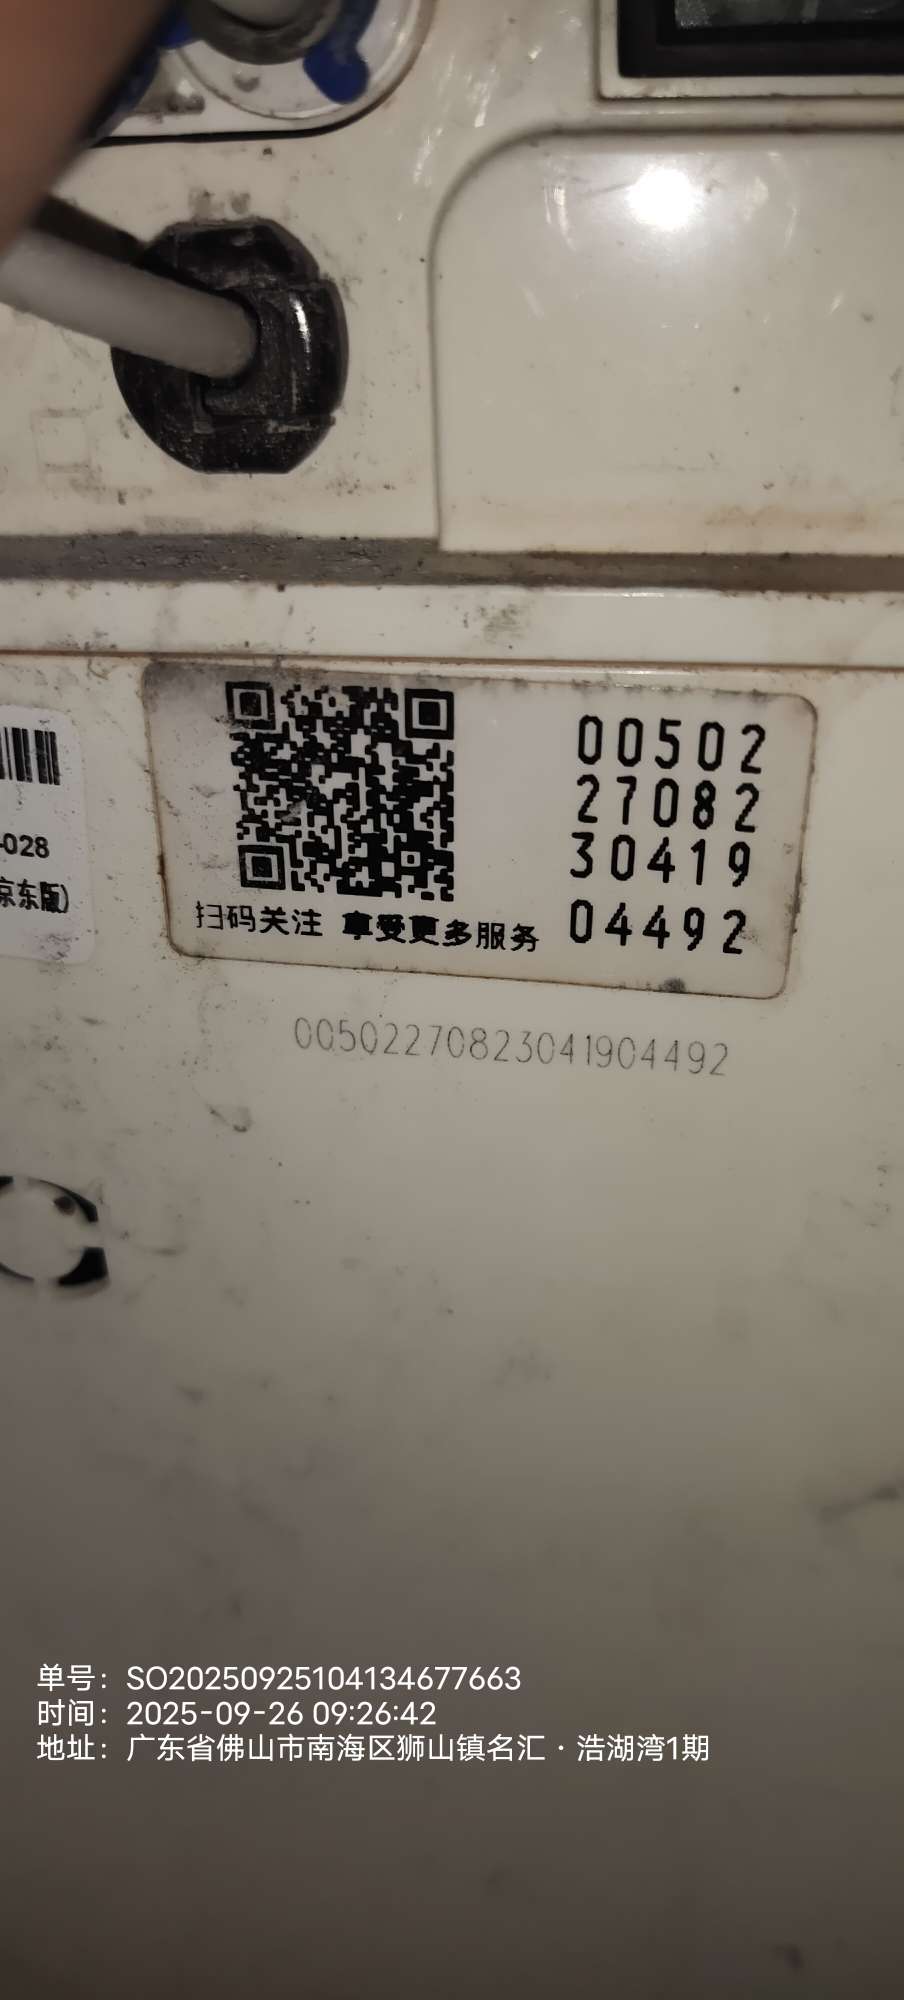 00502
27082
30419
04492
-028
京东版)
扫码关注 享受更多服务
00502270823041904492
单号：SO20250925104134677663
时间：2025-09-26 09:26:42
地址：广东省佛山市南海区狮山镇名汇·浩湖湾1期